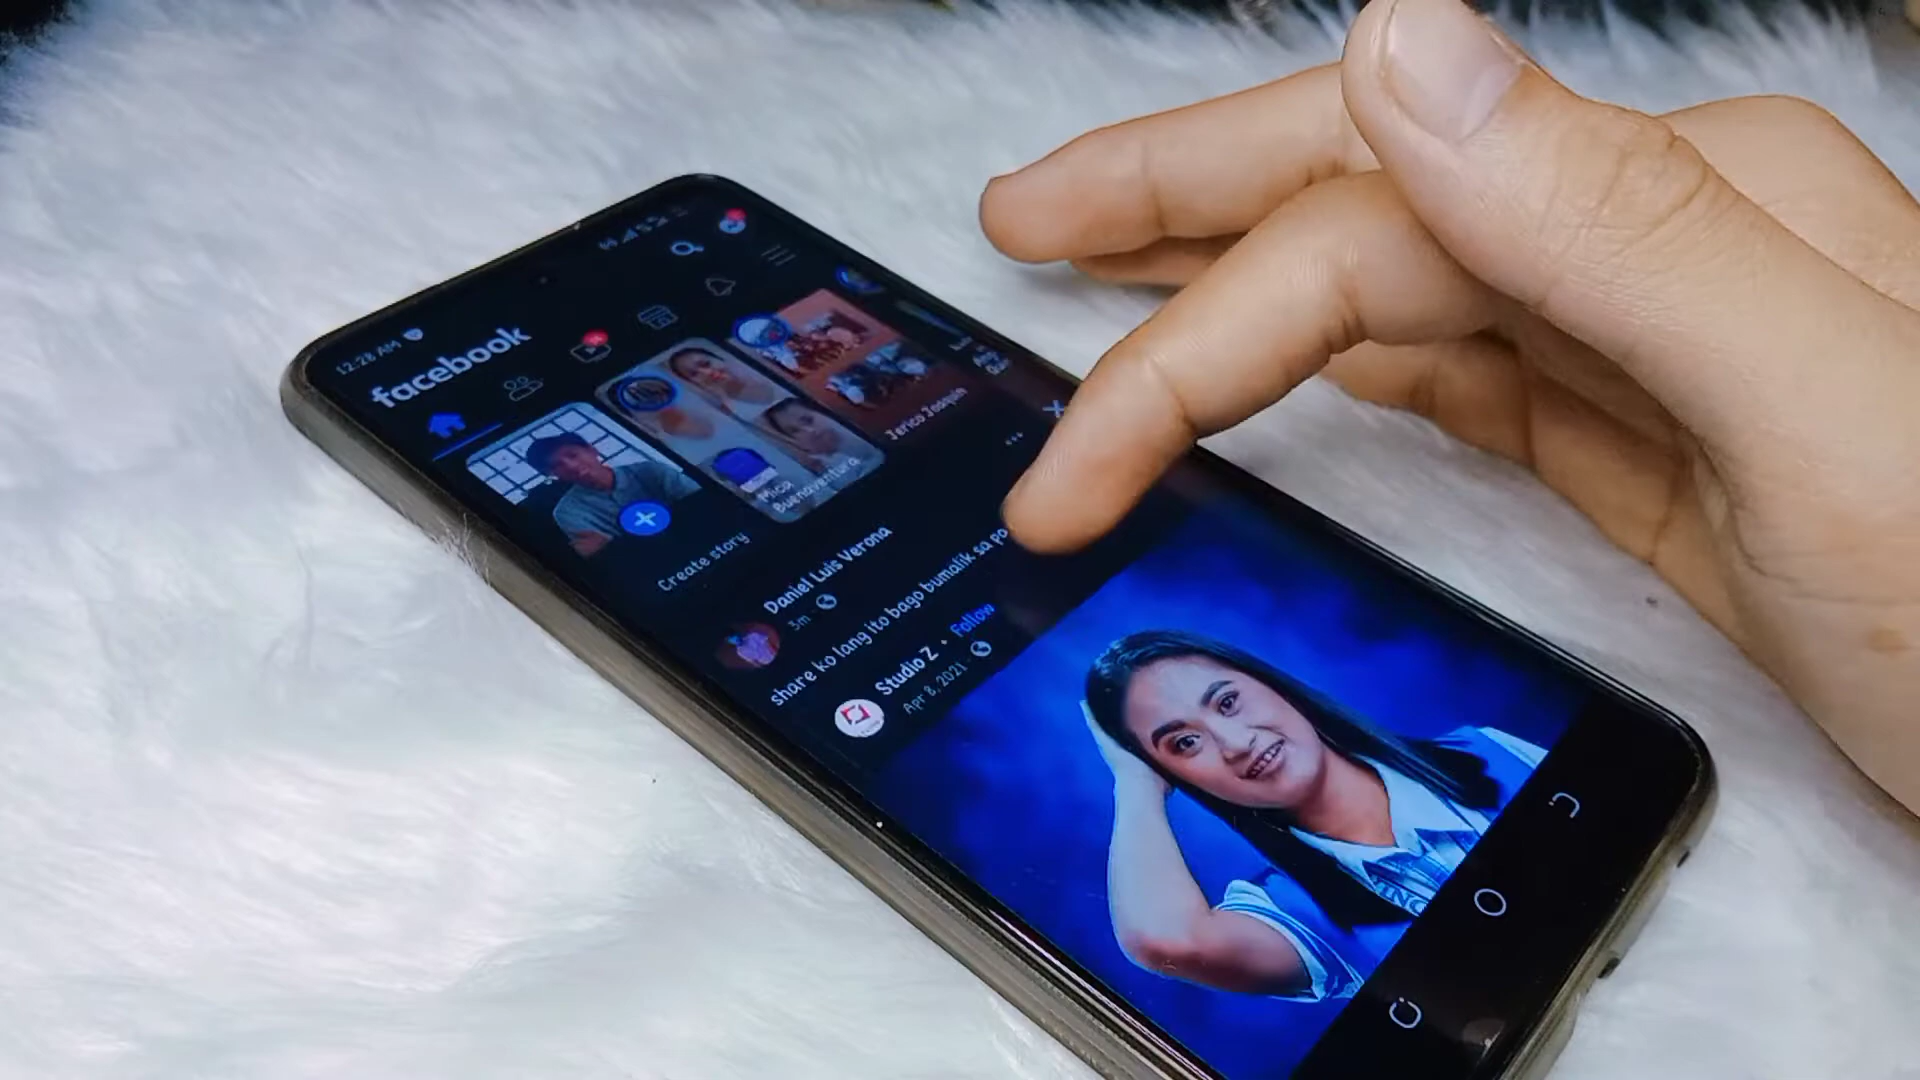 12:28 AM
facebook
Mica
Buenaventura
Jerico Joaquin
Create story
Daniel Luis Verona
3m
share ko lang ito bago bumalik sa po
Studio Z • Follow
Apr 8, 2021